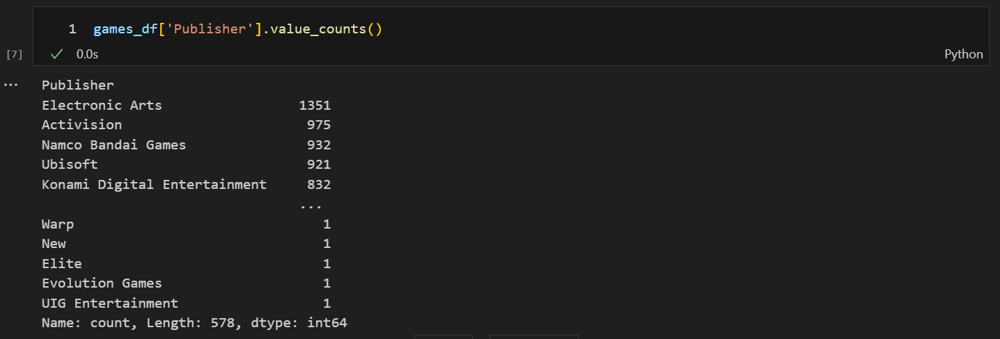 1 games_df['Publisher'].value_counts()
[7] 0.0s Python
... Publisher
Electronic Arts 1351
Activision 975
Namco Bandai Games 932
Ubisoft 921
Konami Digital Entertainment 832
...
Warp 1
New 1
Elite 1
Evolution Games 1
UIG Entertainment 1
Name: count, Length: 578, dtype: int64